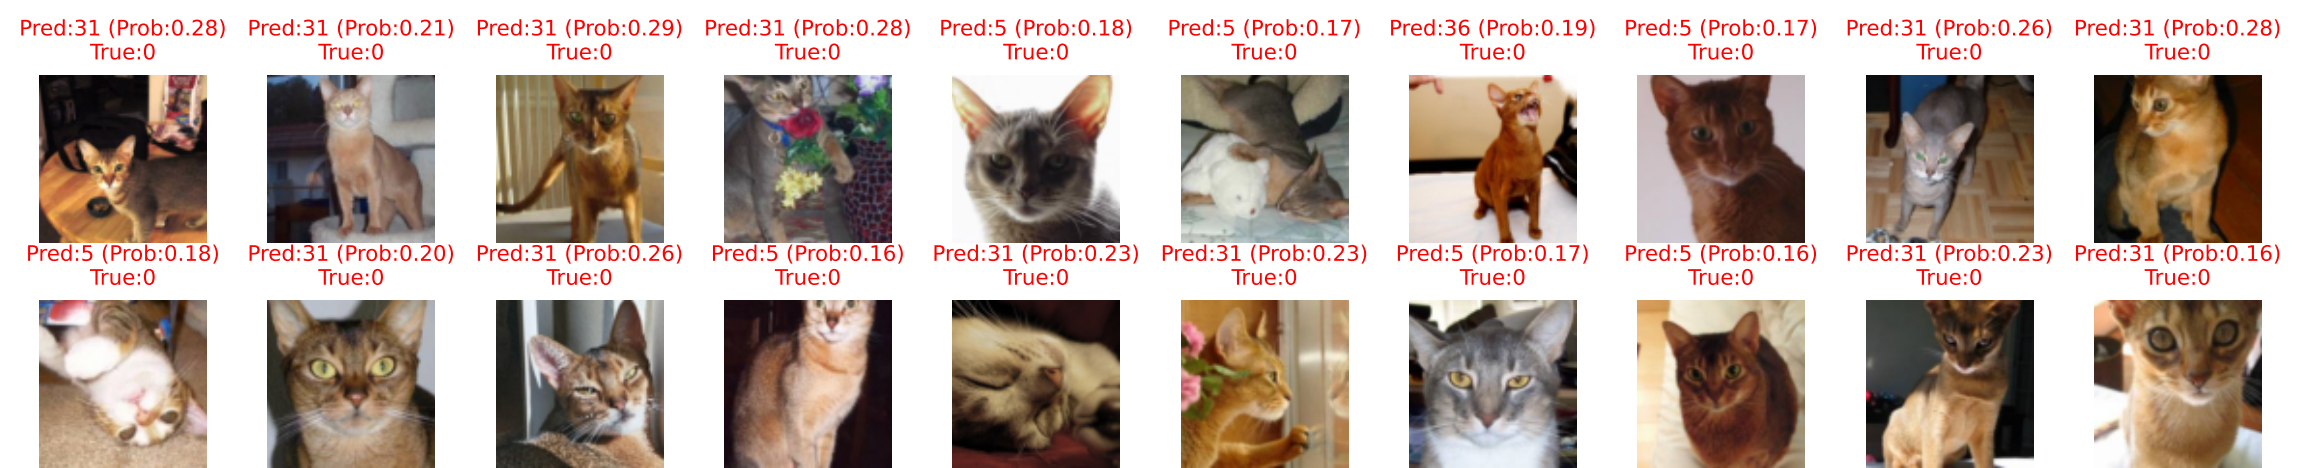 Pred:31 (Prob:0.28)
True:0
Pred:31 (Prob:0.21)
True:0
Pred:31 (Prob:0.29)
True:0
Pred:31 (Prob:0.28)
True:0
Pred:5 (Prob:0.18)
True:0
Pred:5 (Prob:0.17)
True:0
Pred:36 (Prob:0.19)
True:0
Pred:5 (Prob:0.17)
True:0
Pred:31 (Prob:0.26)
True:0
Pred:31 (Prob:0.28)
True:0
Pred:5 (Prob:0.18)
True:0
Pred:31 (Prob:0.20)
True:0
Pred:31 (Prob:0.26)
True:0
Pred:5 (Prob:0.16)
True:0
Pred:31 (Prob:0.23)
True:0
Pred:31 (Prob:0.23)
True:0
Pred:5 (Prob:0.17)
True:0
Pred:5 (Prob:0.16)
True:0
Pred:31 (Prob:0.23)
True:0
Pred:31 (Prob:0.16)
True:0